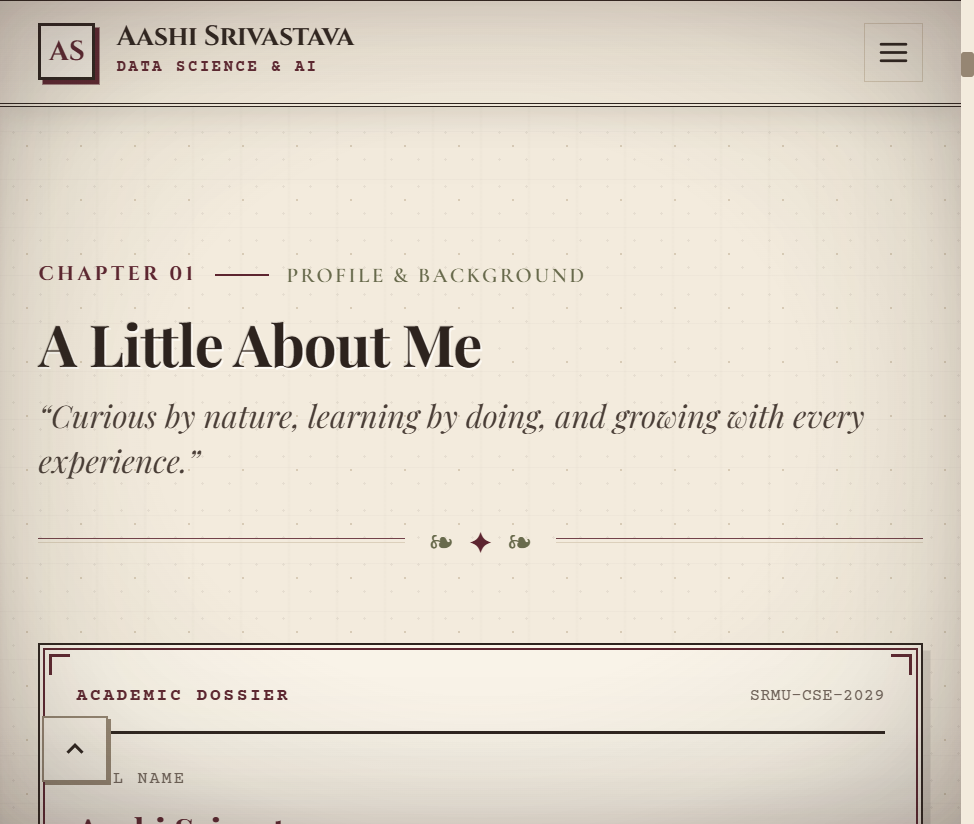 AS
AASHI SRIVASTAVA
DATA SCIENCE & AI
CHAPTER 01 PROFILE & BACKGROUND
A Little About Me
“Curious by nature, learning by doing, and growing with every
experience.”
ACADEMIC DOSSIER SRMU-CSE-2029
NAME